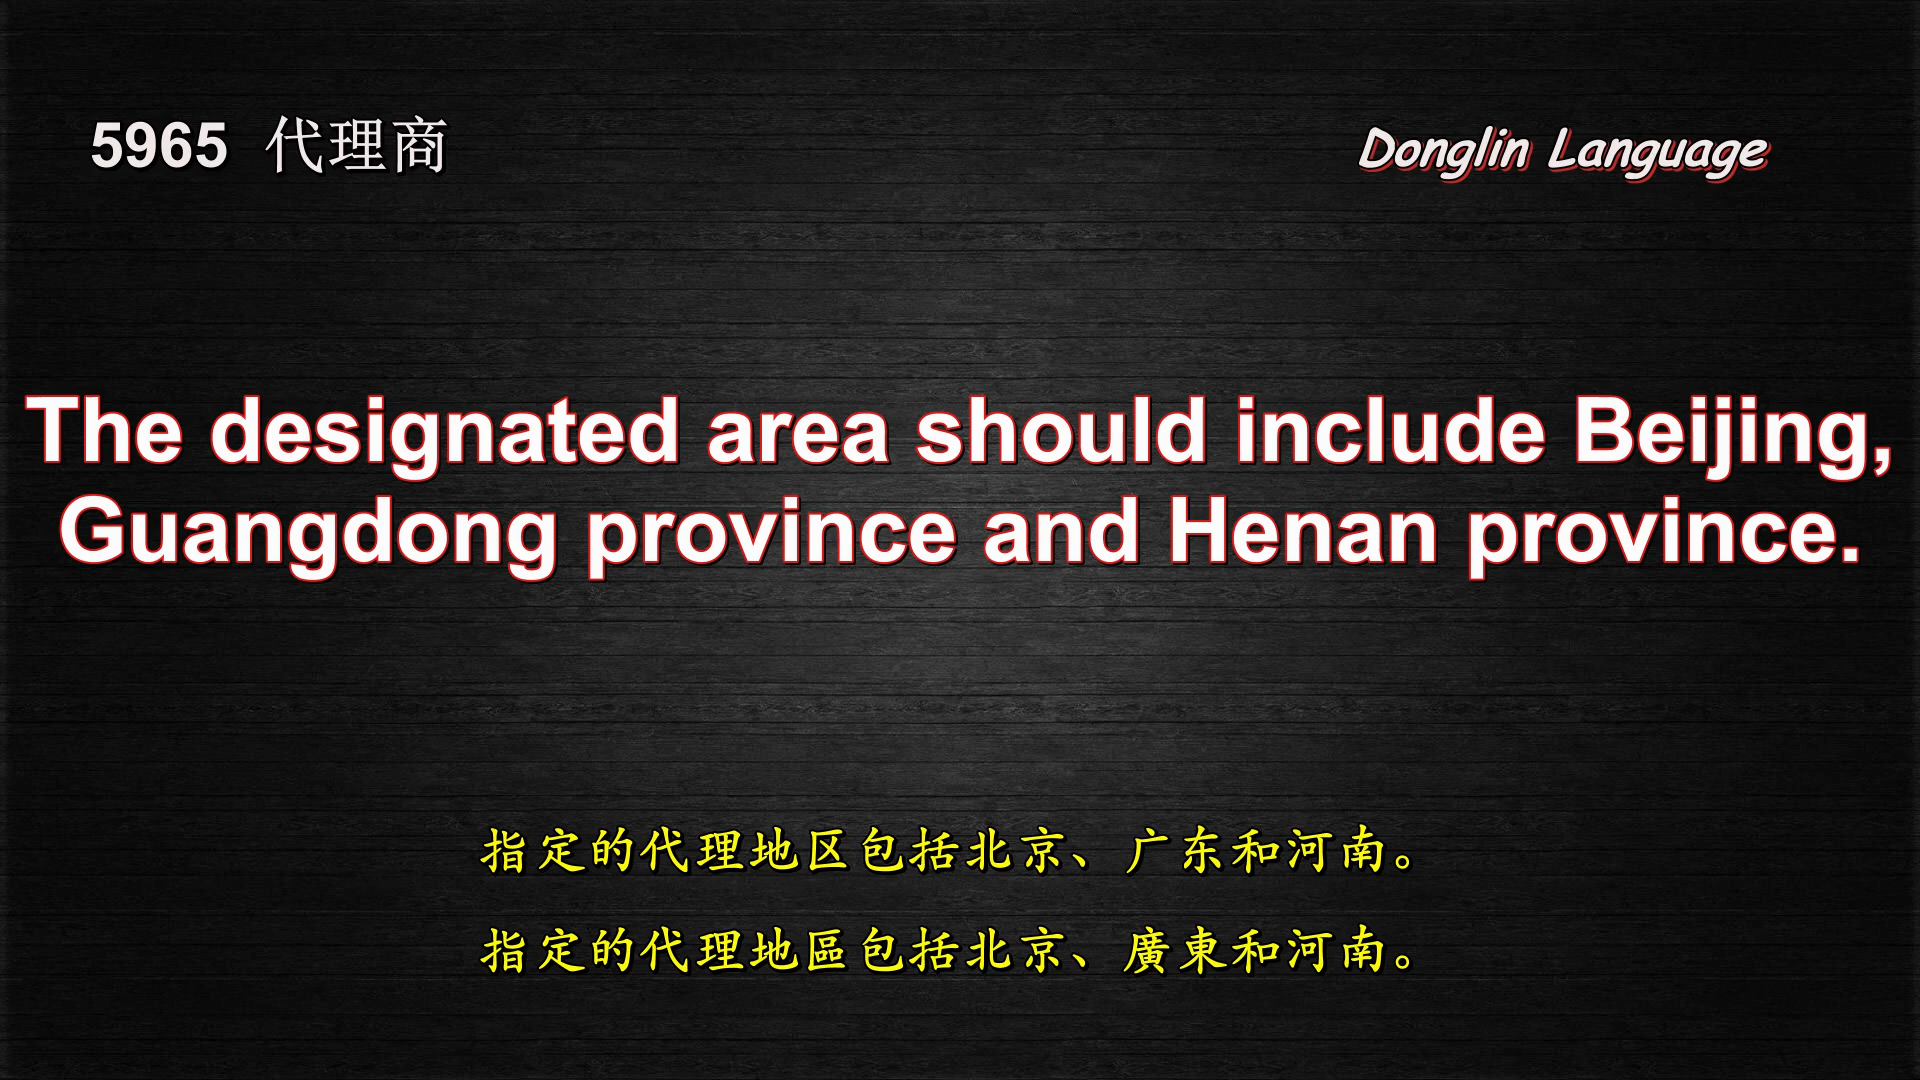 5965 代理商
Donglin Language
The designated area should include Beijing,
Guangdong province and Henan province.
指定的代理地区包括北京、广东和河南。
指定的代理地區包括北京、廣東和河南。